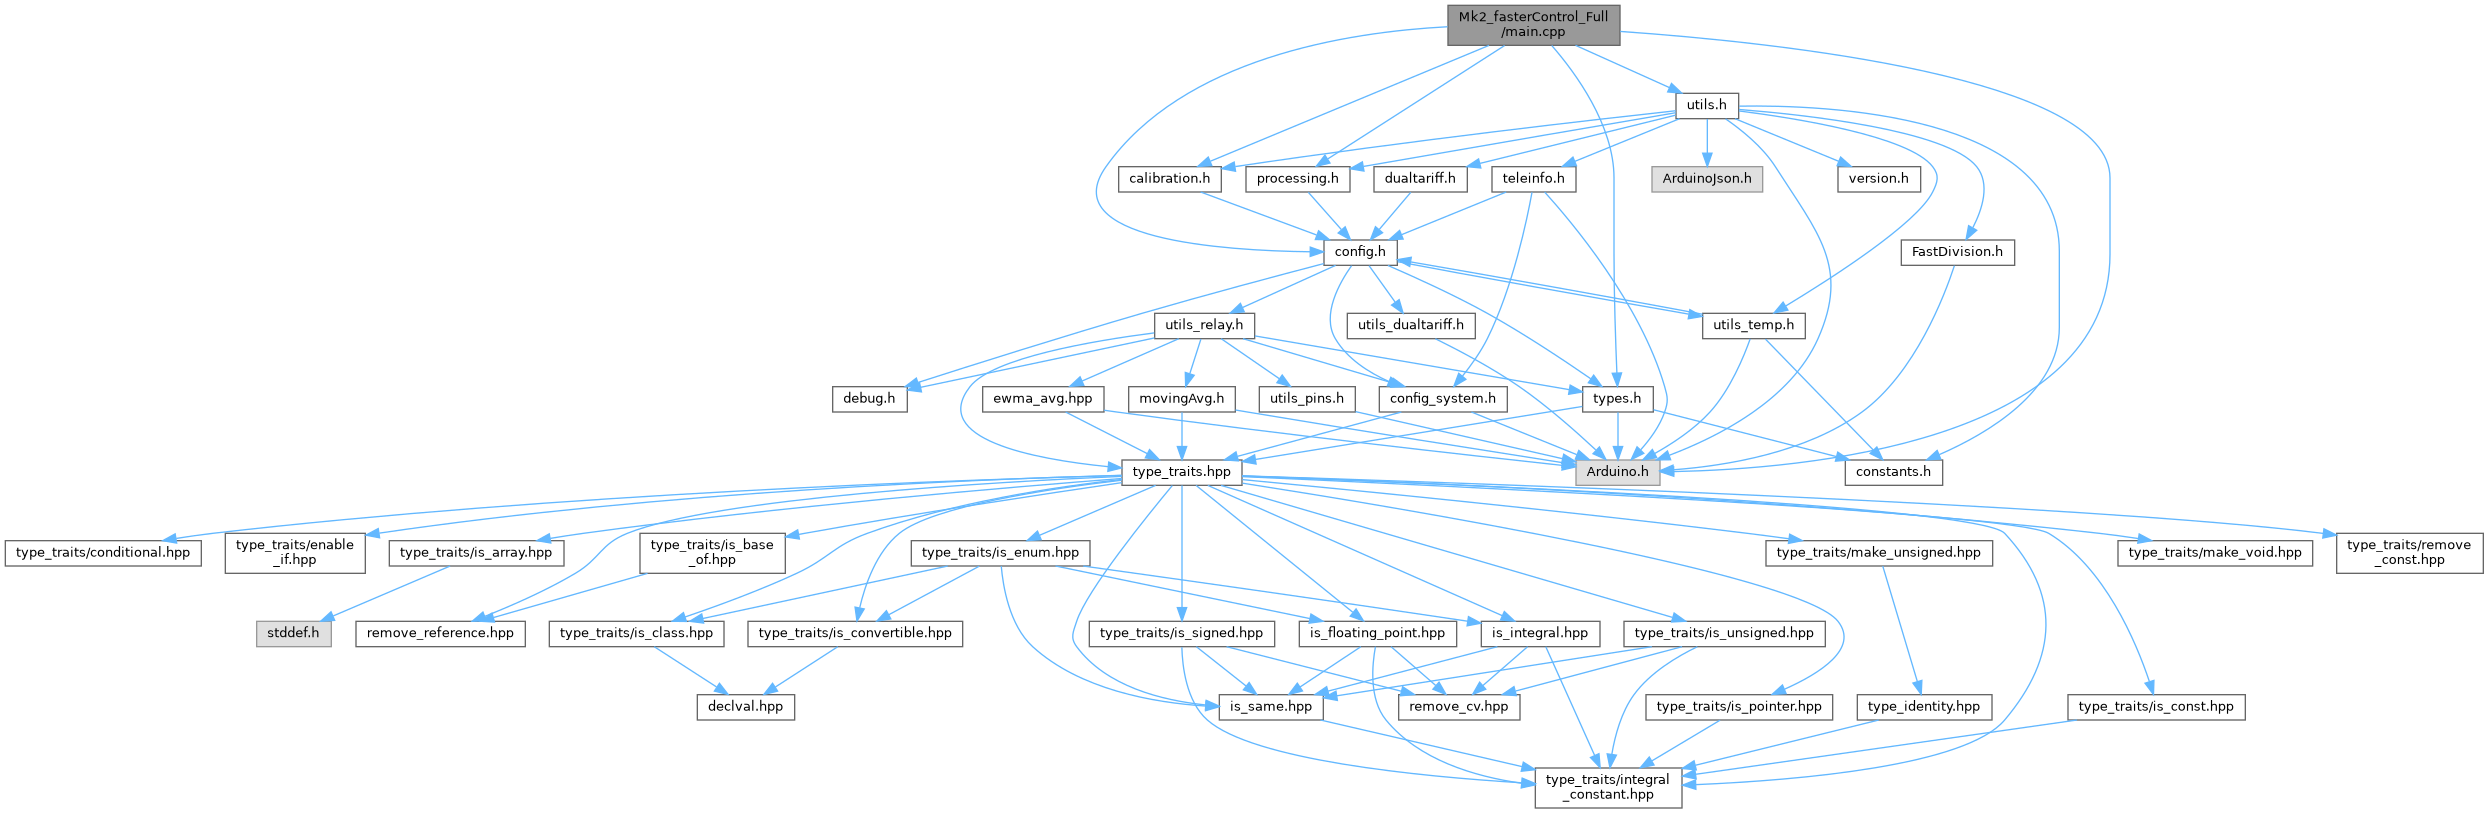 Mk2_fasterControl_Full
/main.cpp
utils.h
calibration.h
processing.h
dualtariff.h
teleinfo.h
ArduinoJson.h
version.h
config.h
FastDivision.h
utils_relay.h
utils_dualtariff.h
utils_temp.h
debug.h
ewma_avg.hpp
movingAvg.h
utils_pins.h
config_system.h
types.h
type_traits.hpp
Arduino.h
constants.h
type_traits/conditional.hpp
type_traits/enable
_if.hpp
type_traits/is_array.hpp
type_traits/is_base
_of.hpp
type_traits/is_enum.hpp
type_traits/make_unsigned.hpp
type_traits/make_void.hpp
type_traits/remove
_const.hpp
stddef.h
remove_reference.hpp
type_traits/is_class.hpp
type_traits/is_convertible.hpp
type_traits/is_signed.hpp
is_floating_point.hpp
is_integral.hpp
type_traits/is_unsigned.hpp
declval.hpp
is_same.hpp
remove_cv.hpp
type_traits/is_pointer.hpp
type_identity.hpp
type_traits/is_const.hpp
type_traits/integral
_constant.hpp